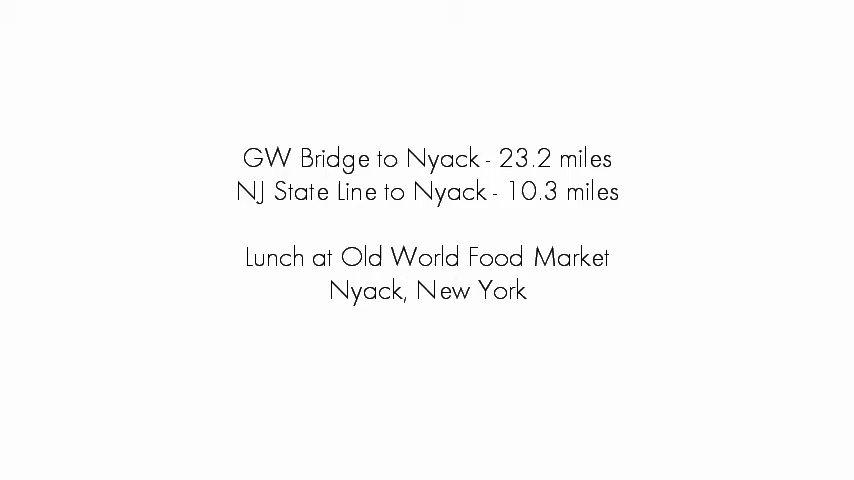 GW Bridge to Nyack - 23.2 miles
NJ State Line to Nyack - 10.3 miles
Lunch at Old World Food Market
Nyack, New York